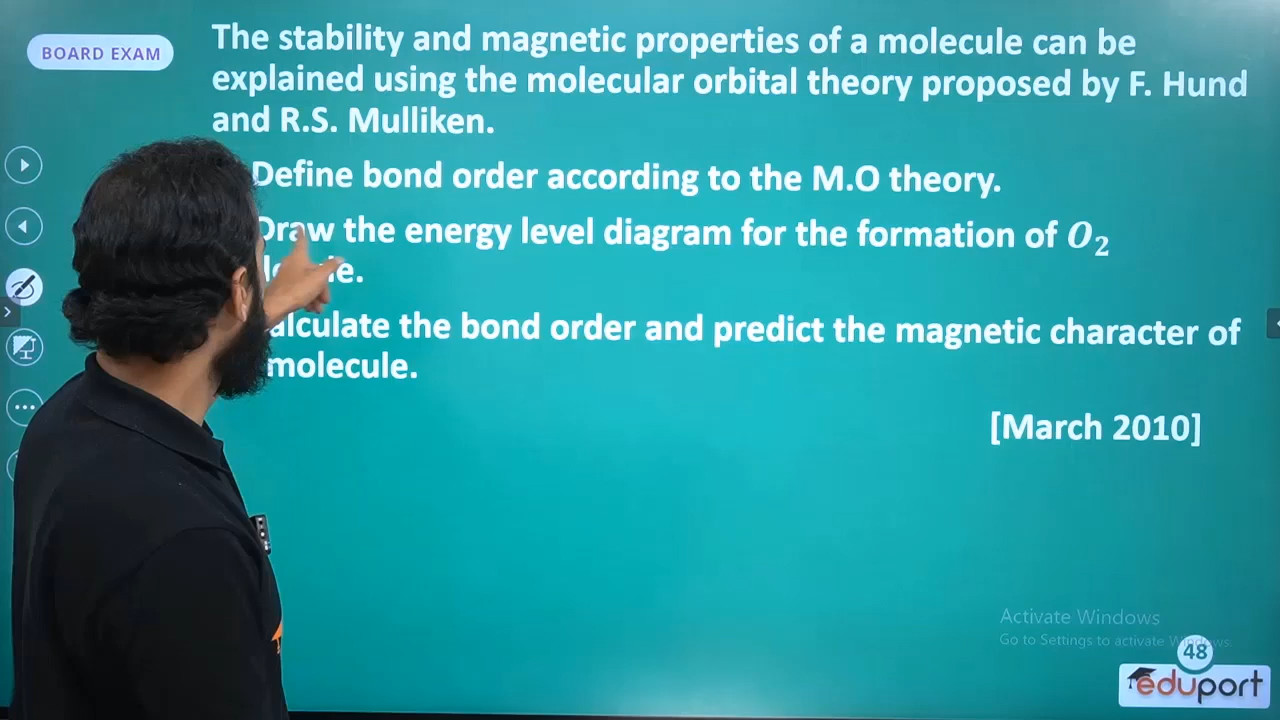 BOARD EXAM
The stability and magnetic properties of a molecule can be
explained using the molecular orbital theory proposed by F. Hund
and R.S. Mulliken.
Define bond order according to the M.O theory.
Draw the energy level diagram for the formation of O₂
Calculate the bond order and predict the magnetic character of
molecule.
[March 2010]
Activate Windows
Go to Settings to activate Windows.
48
eduport